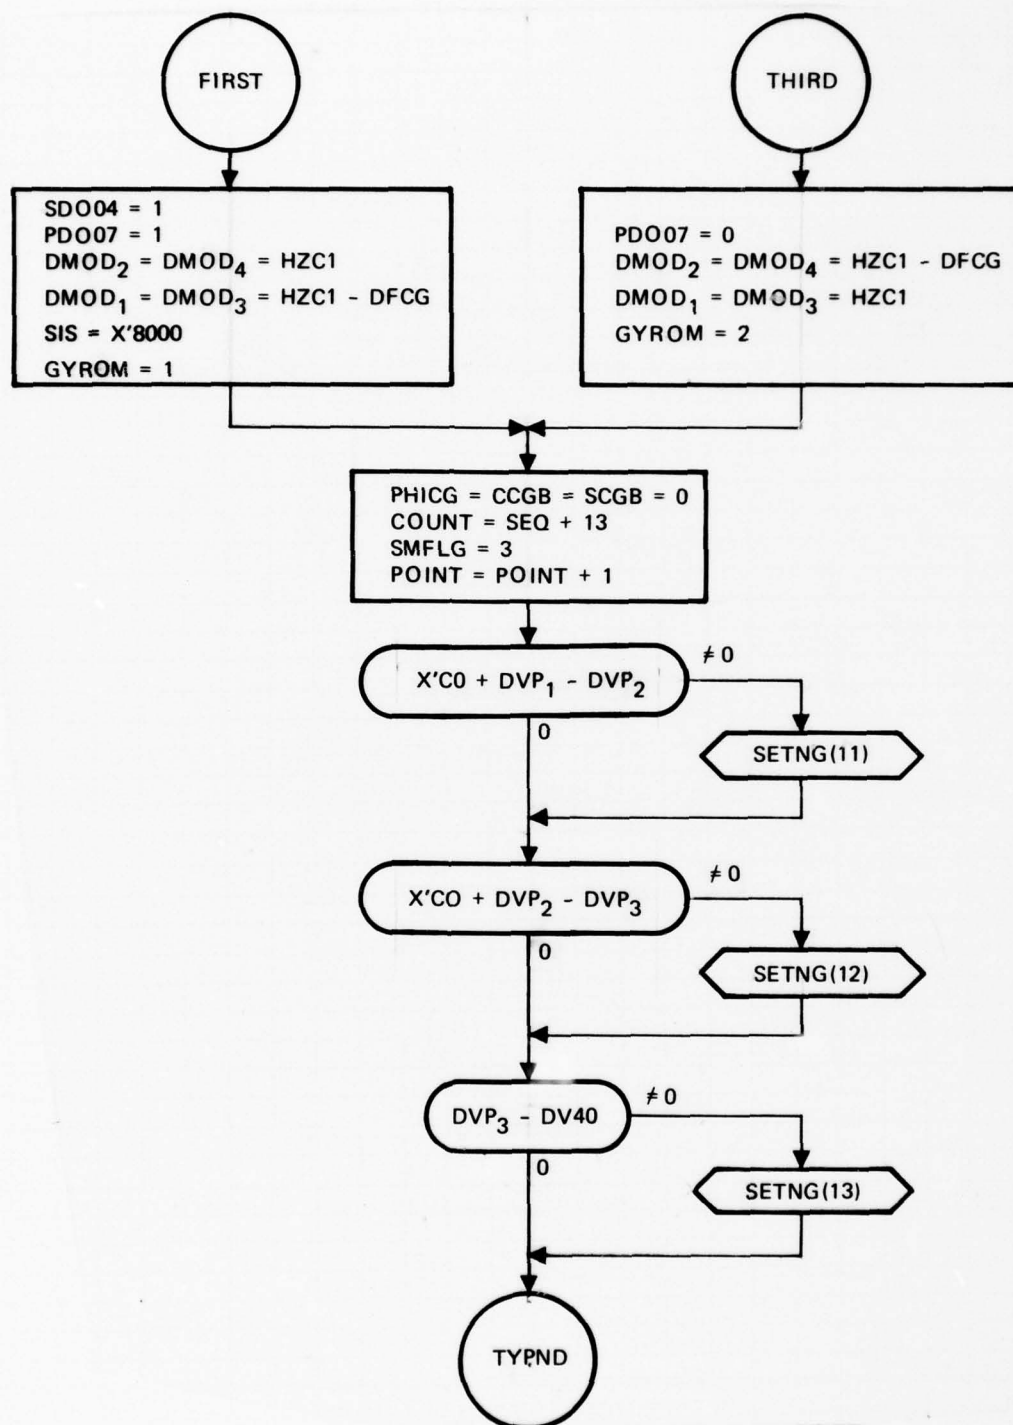 FIRST
THIRD
SDO04 = 1
PDO07 = 1
DMOD₂ = DMOD₄ = HZC1
DMOD₁ = DMOD₃ = HZC1 - DFCG
SIS = X'8000
GYROM = 1
PDO07 = 0
DMOD₂ = DMOD₄ = HZC1 - DFCG
DMOD₁ = DMOD₃ = HZC1
GYROM = 2
PHICG = CCGB = SCGB = 0
COUNT = SEQ + 13
SMFLG = 3
POINT = POINT + 1
X'C0 + DVP₁ - DVP₂
≠ 0
0
SETNG(11)
X'CO + DVP₂ - DVP₃
≠ 0
0
SETNG(12)
DVP₃ - DV40
≠ 0
0
SETNG(13)
TYPND